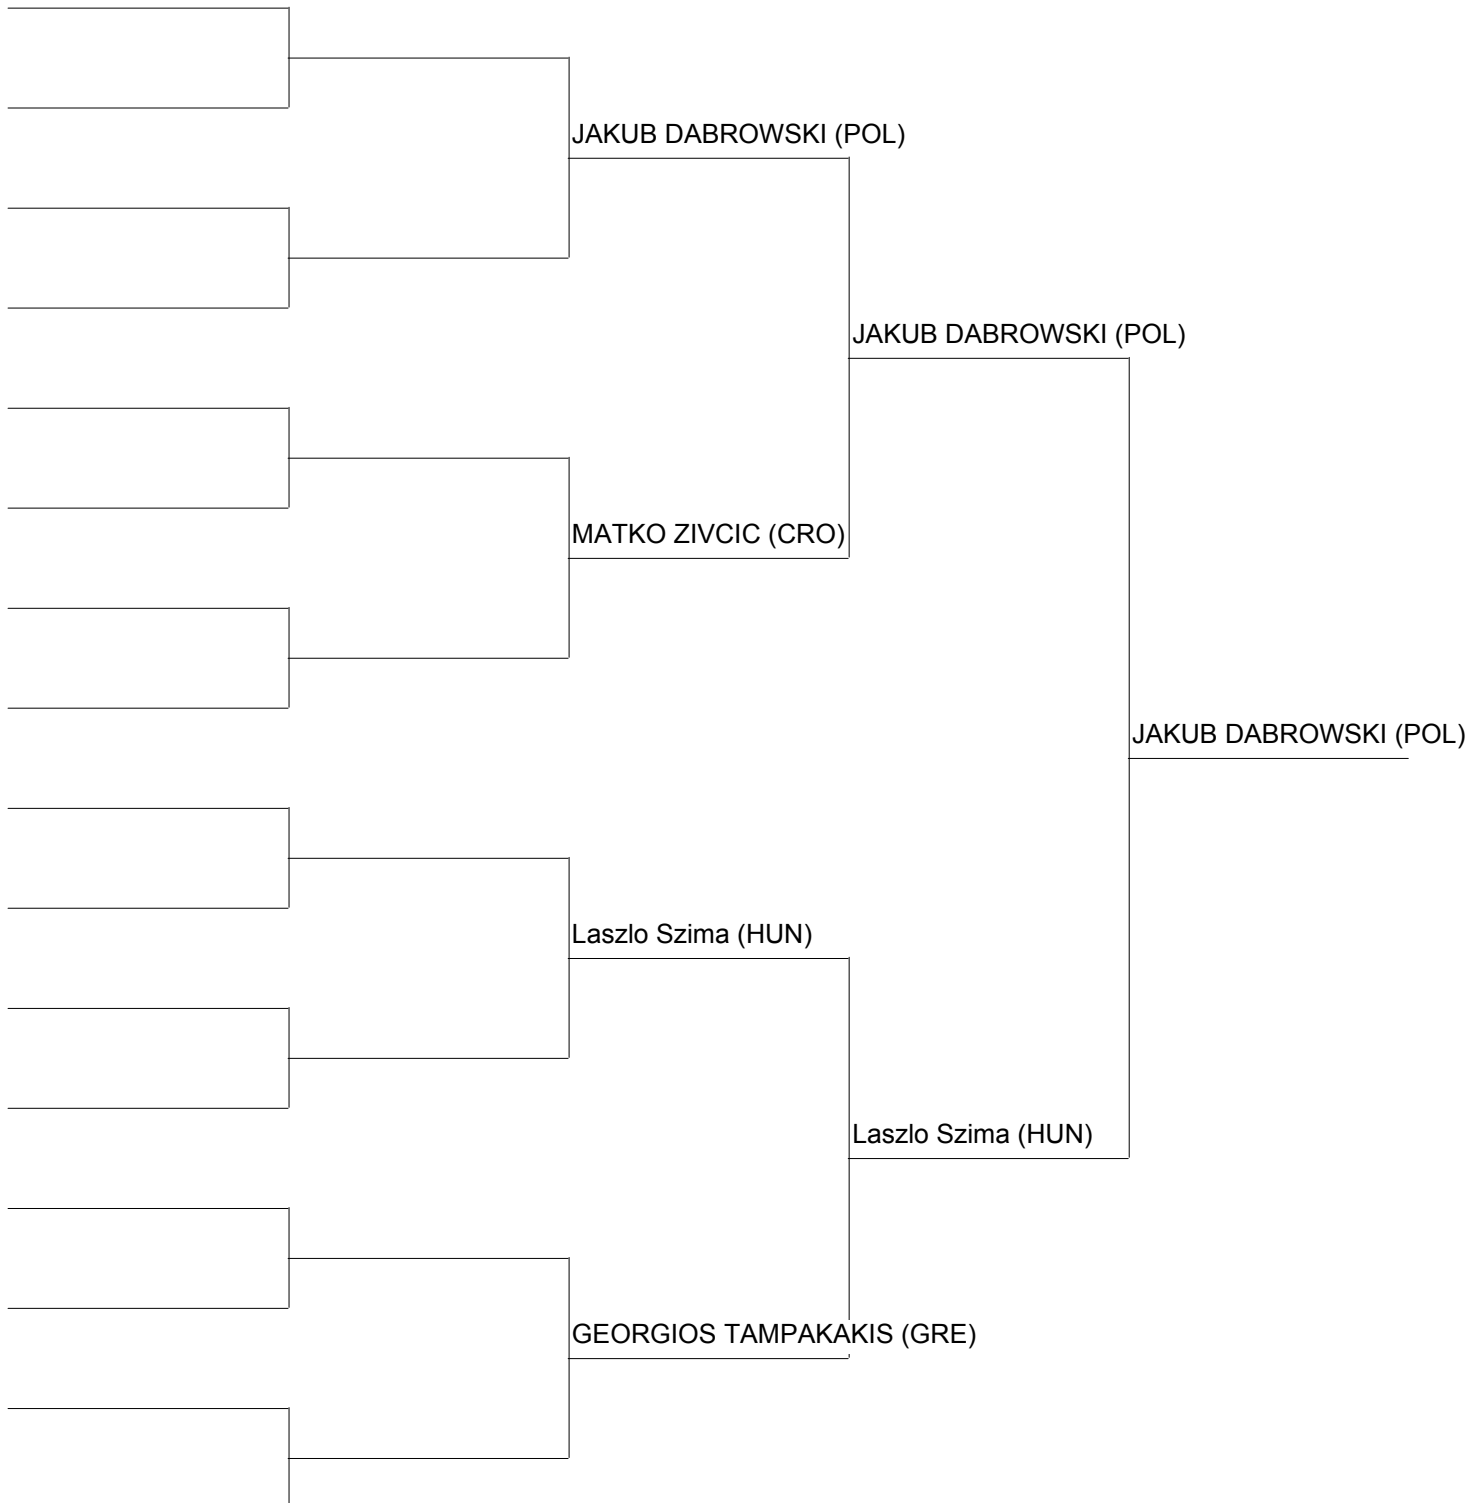 JAKUB DABROWSKI (POL)
JAKUB DABROWSKI (POL)
MATKO ZIVCIC (CRO)
JAKUB DABROWSKI (POL)
Laszlo Szima (HUN)
Laszlo Szima (HUN)
GEORGIOS TAMPAKAKIS (GRE)